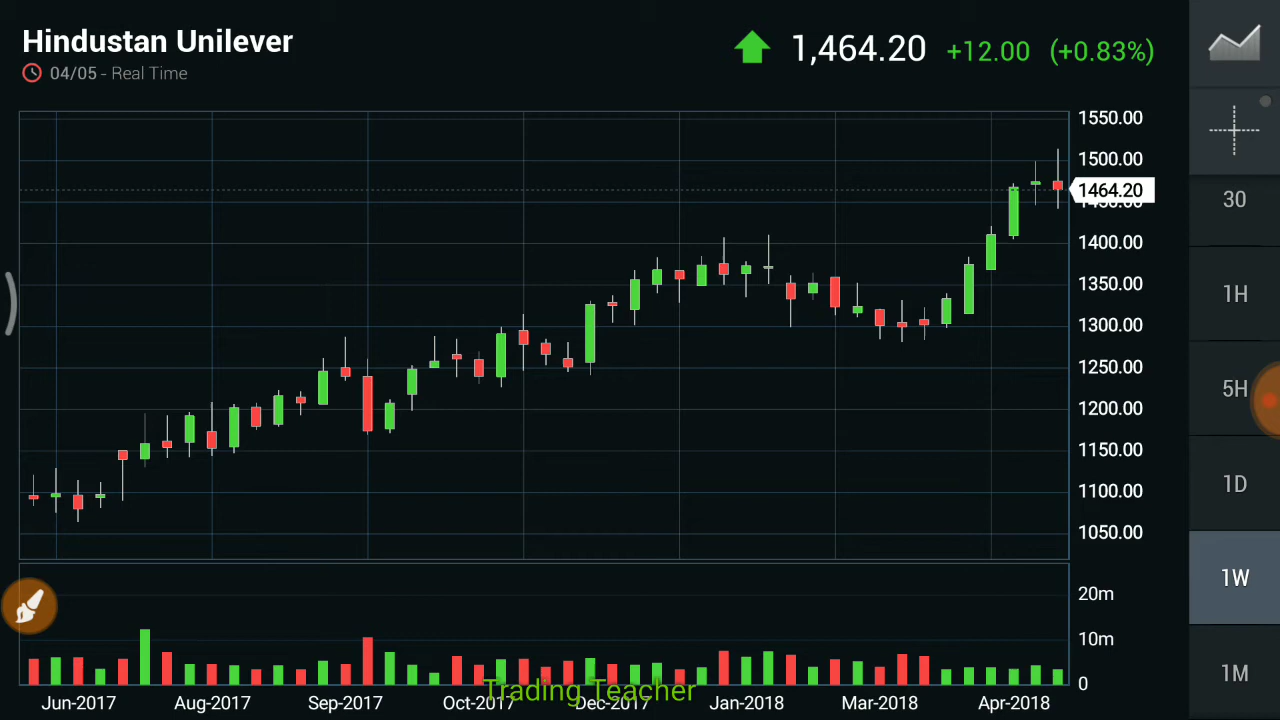 Hindustan Unilever
04/05 - Real Time
1,464.20 +12.00 (+0.83%)
1550.00
1500.00
1464.20
1450.00
1400.00
1350.00
1300.00
1250.00
1200.00
1150.00
1100.00
1050.00
20m
10m
0
Jun-2017 Aug-2017 Sep-2017 Oct-2017 Dec-2017 Jan-2018 Mar-2018 Apr-2018
Trading Teacher
30
1H
5H
1D
1W
1M